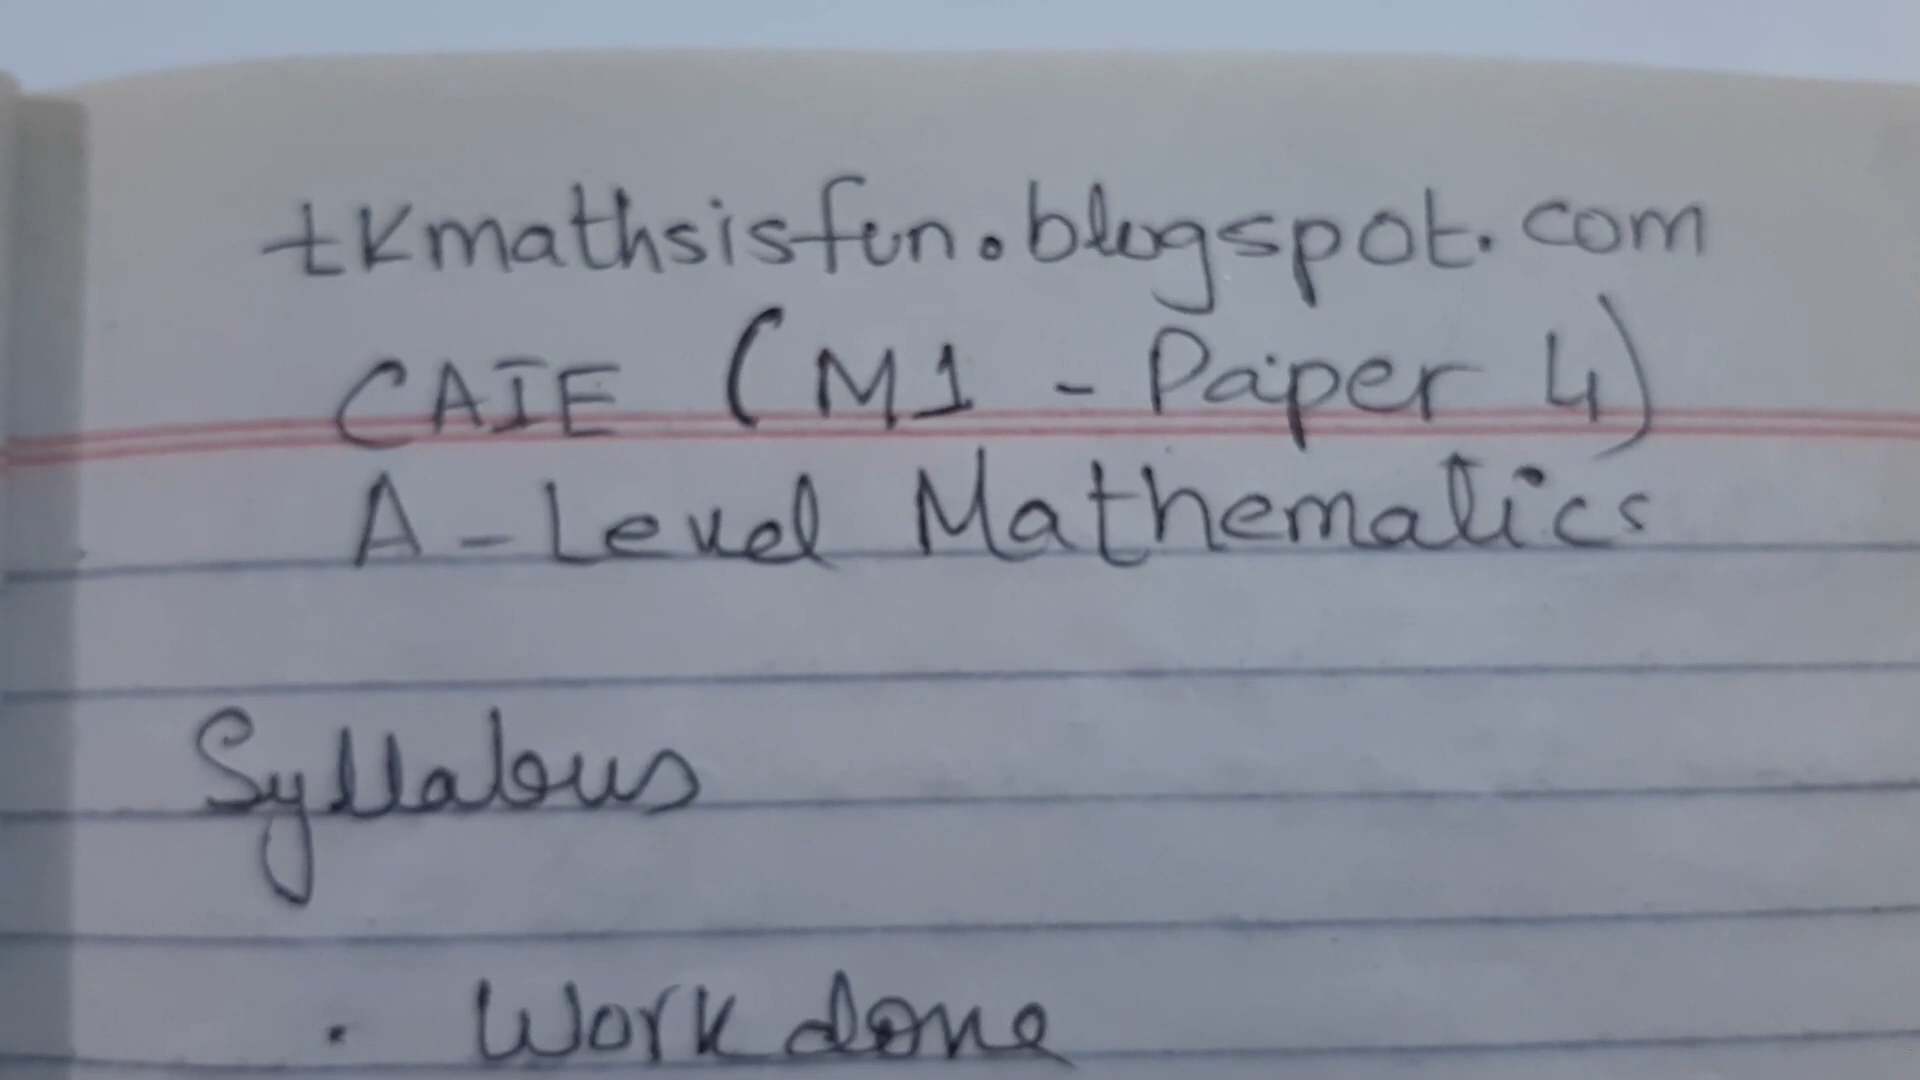 tkmathsisfun.blogspot.com
CAIE (M1 - Paper 4)
A-Level Mathematics
Syllabus
• Work done